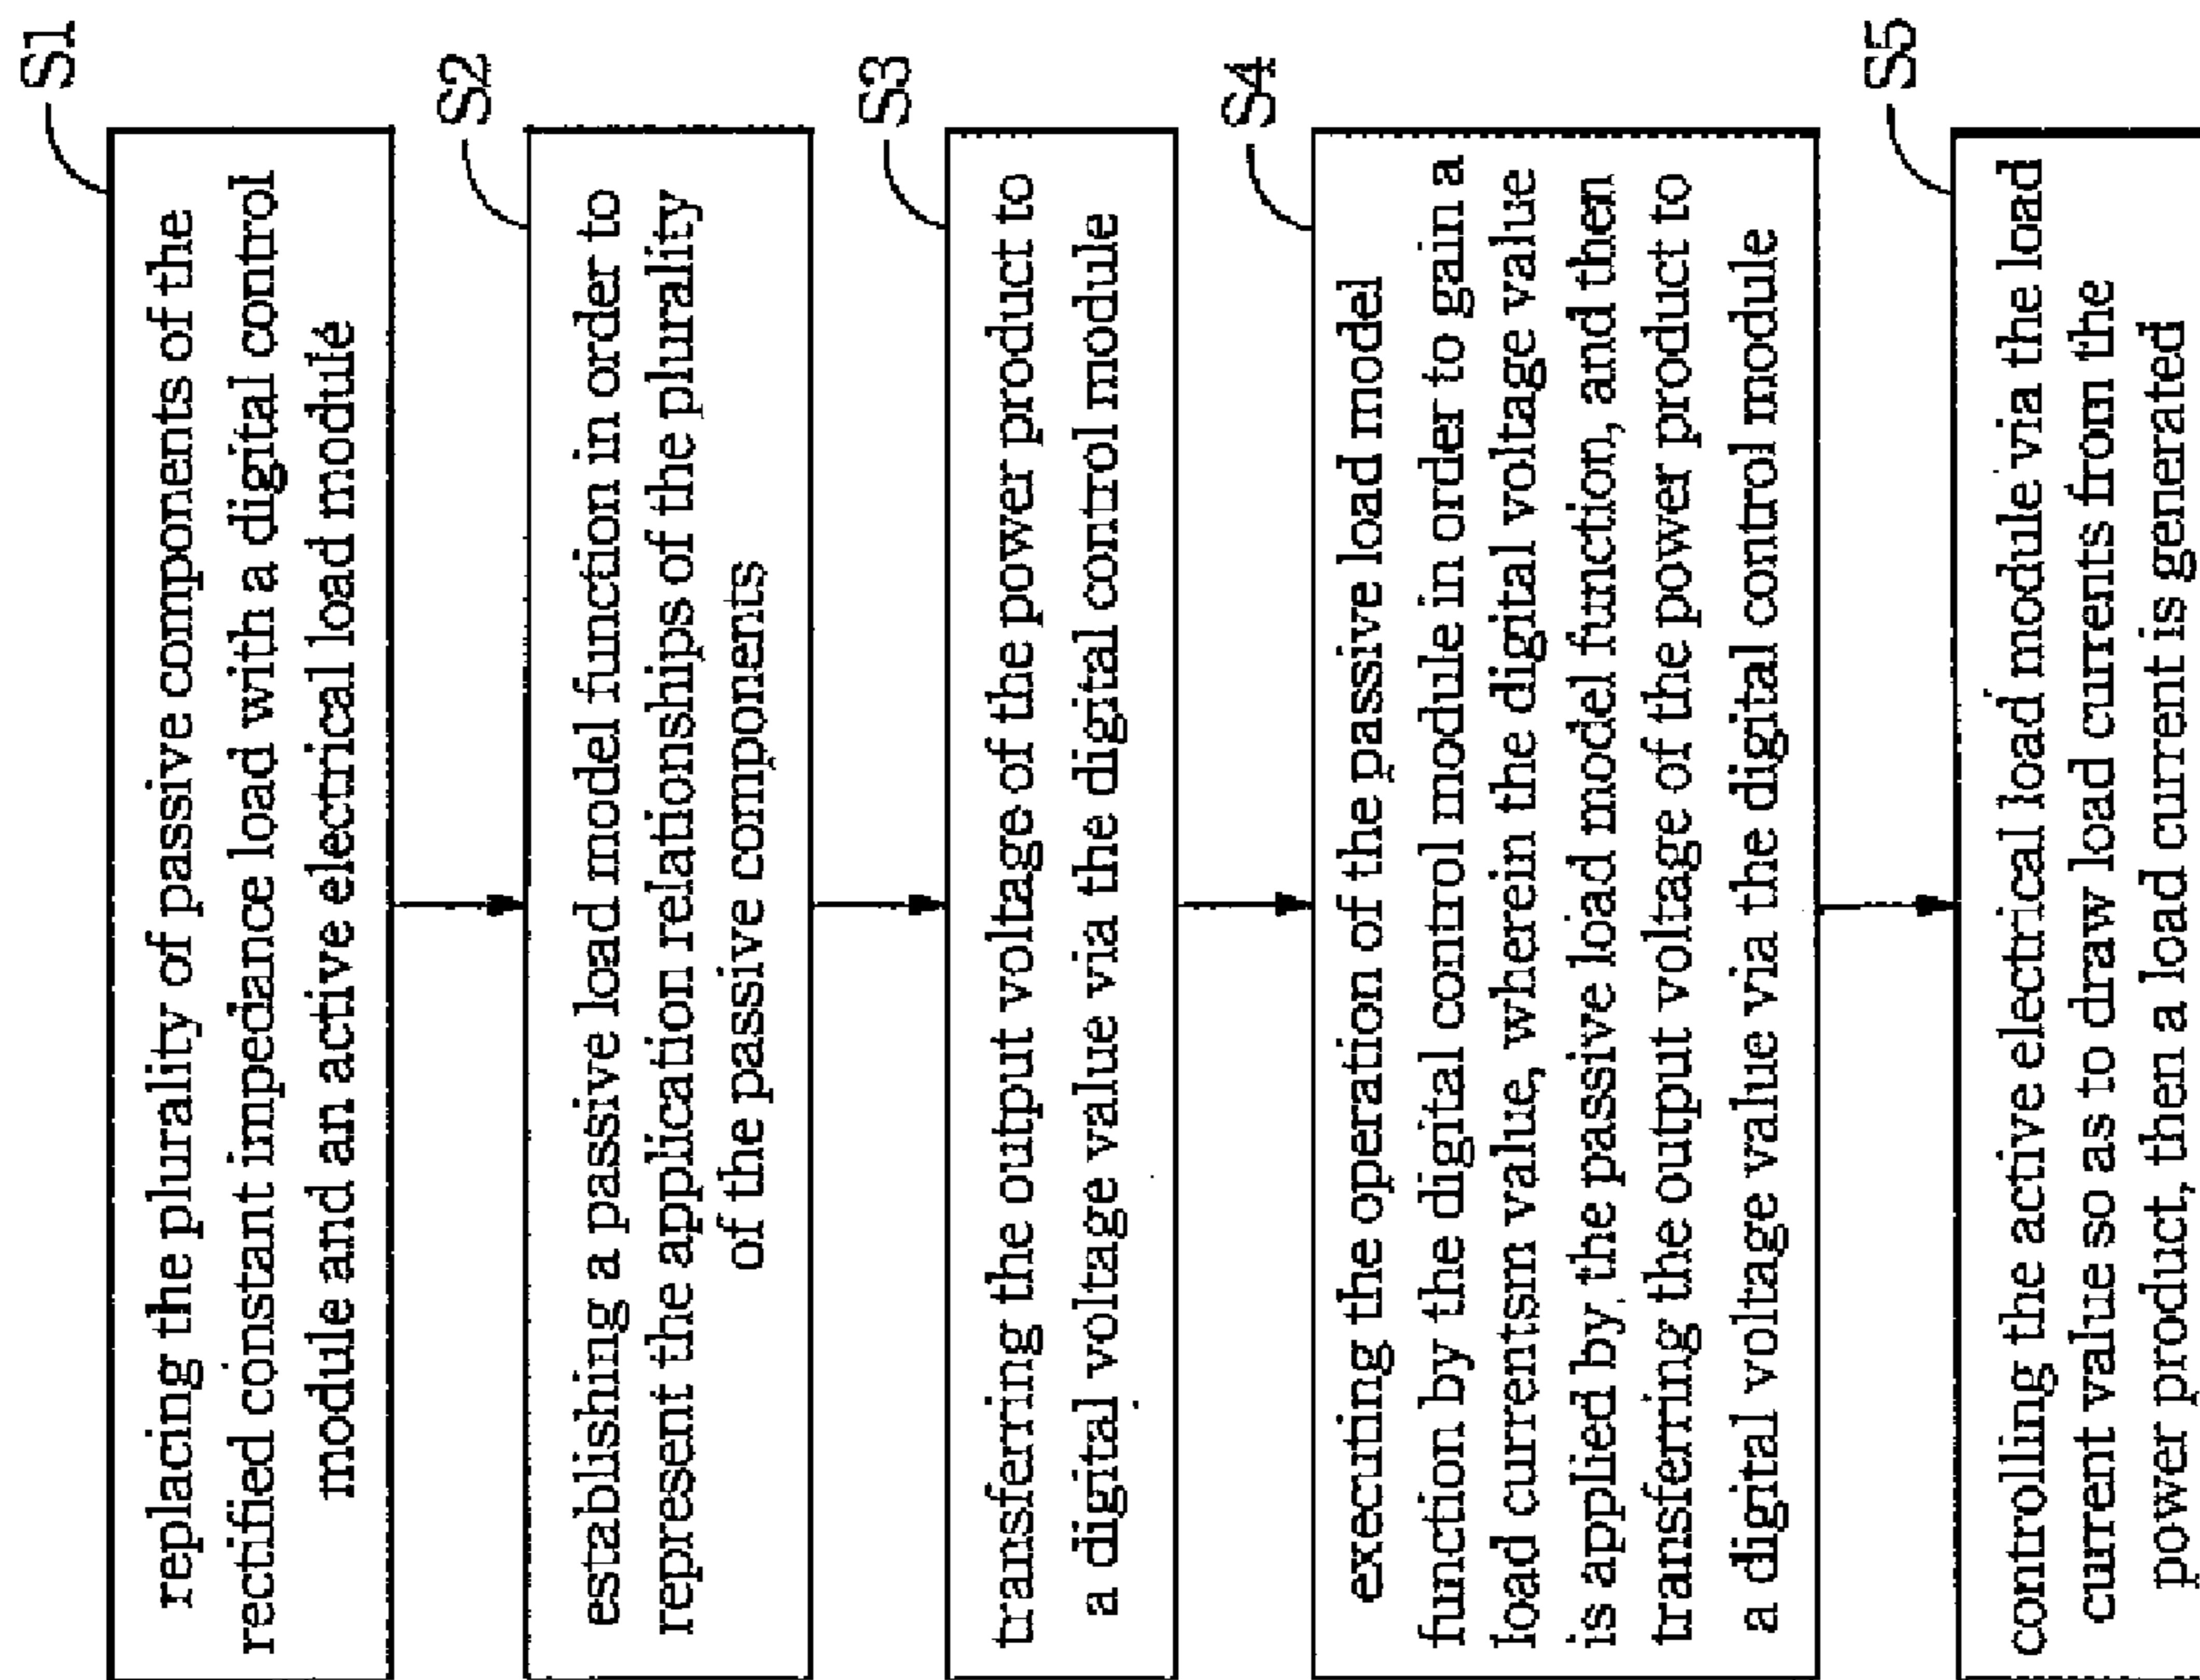 S1
replacing the plurality of passive components of the
rectified constant impedance load with a digital control
module and an active electrical load module
S2
establishing a passive load model function in order to
represent the application relationships of the plurality
of the passive components
S3
transferring the output voltage of the power product to
a digital voltage value via the digital control module
S4
executing the operation of the passive load model
function by the digital control module in order to gain a
load currentsm value, wherein the digital voltage value
is applied by the passive load model function, and then
transferring the output voltage of the power product to
a digital voltage value via the digital control module
S5
controlling the active electrical load module via the load
current value so as to draw load currents from the
power product, then a load current is generated